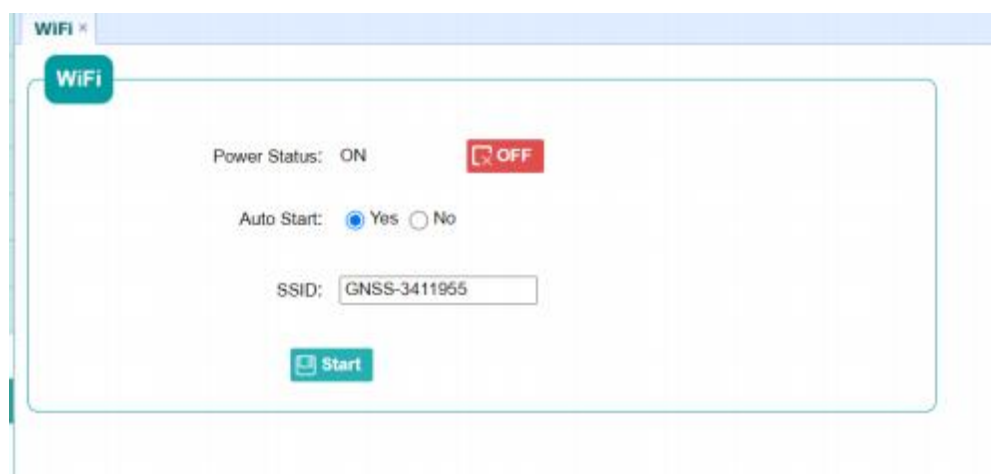 WiFi ×
WiFi
Power Status: ON OFF
Auto Start: Yes No
SSID: GNSS-3411955
Start